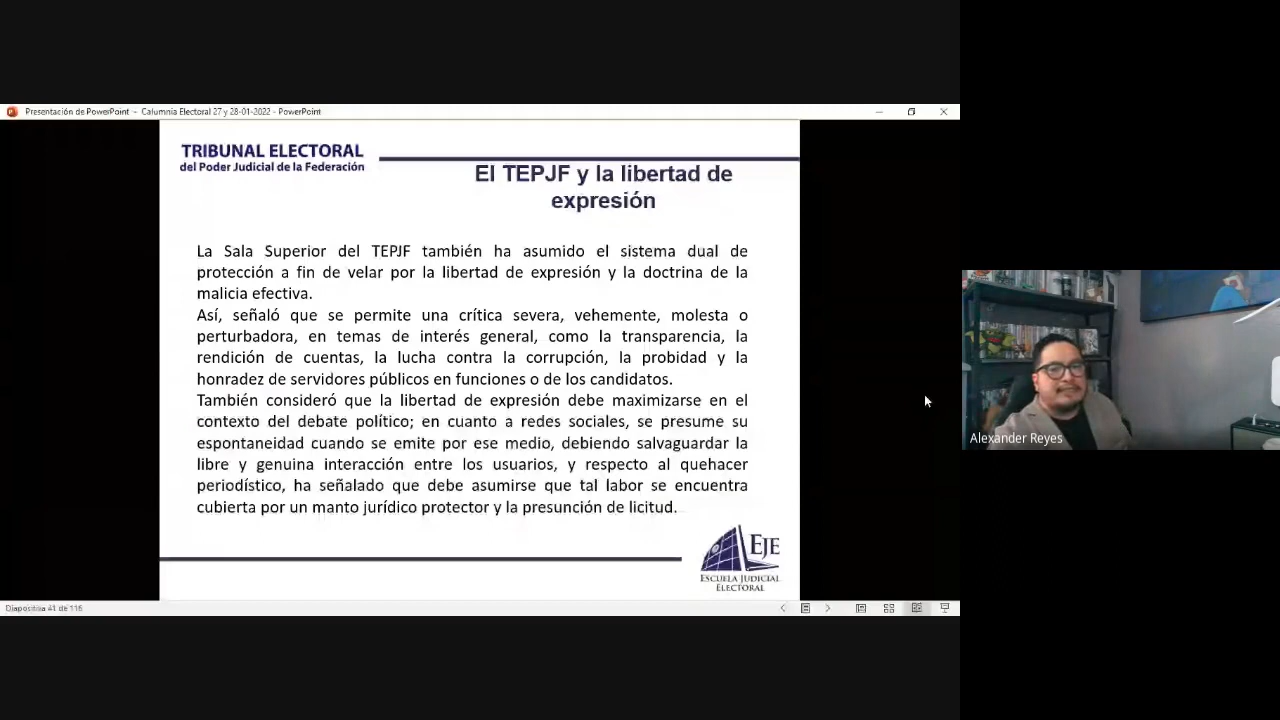 Presentación de PowerPoint - Calumnia Electoral 27 y 28-01-2022 - PowerPoint
TRIBUNAL ELECTORAL
del Poder Judicial de la Federación
El TEPJF y la libertad de
expresión
La Sala Superior del TEPJF también ha asumido el sistema dual de
protección a fin de velar por la libertad de expresión y la doctrina de la
malicia efectiva.
Así, señaló que se permite una crítica severa, vehemente, molesta o
perturbadora, en temas de interés general, como la transparencia, la
rendición de cuentas, la lucha contra la corrupción, la probidad y la
honradez de servidores públicos en funciones o de los candidatos.
También consideró que la libertad de expresión debe maximizarse en el
contexto del debate político; en cuanto a redes sociales, se presume su
espontaneidad cuando se emite por ese medio, debiendo salvaguardar la
libre y genuina interacción entre los usuarios, y respecto al quehacer
periodístico, ha señalado que debe asumirse que tal labor se encuentra
cubierta por un manto jurídico protector y la presunción de licitud.
EJE
ESCUELA JUDICIAL
ELECTORAL
Diapositiva 41 de 116
Alexander Reyes